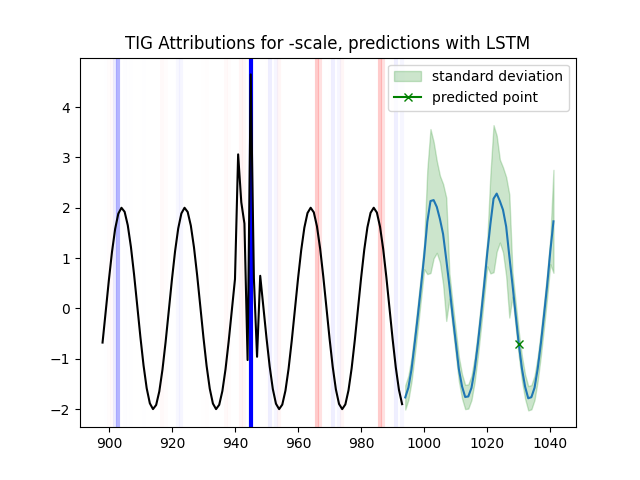 TIG Attributions for -scale, predictions with LSTM
standard deviation
predicted point
4
3
2
1
0
−1
−2
900 920 940 960 980 1000 1020 1040